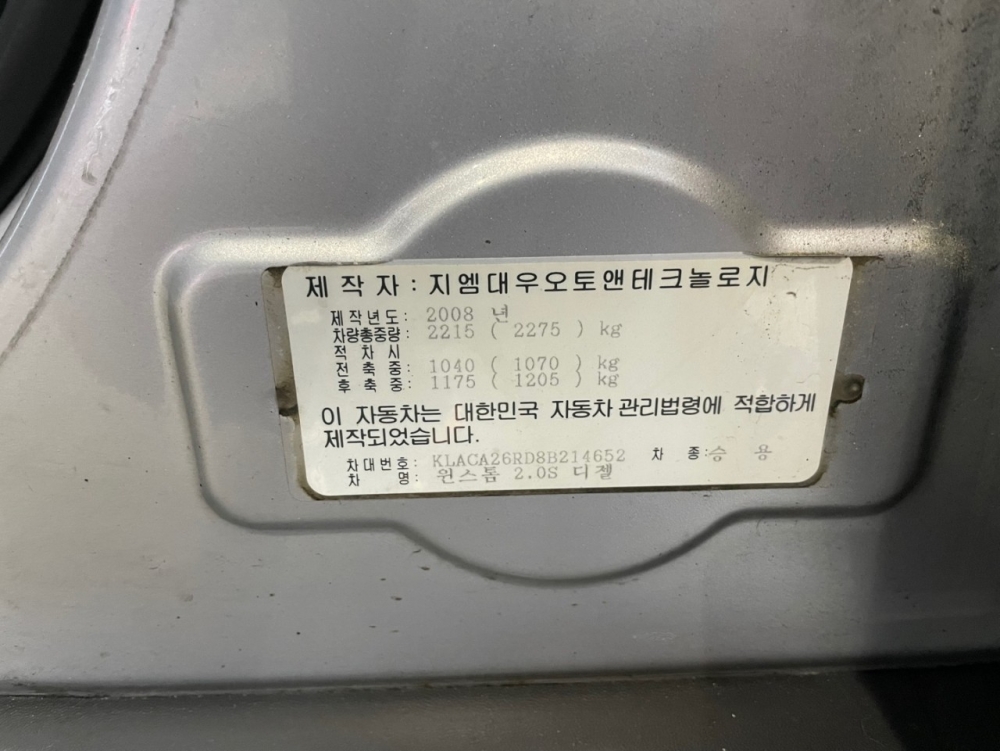 제 작 자 : 지엠대우오토앤테크놀로지
제작년도: 2008 년
차량총중량: 2215 ( 2275 ) kg
적 차 시
전 축 중: 1040 ( 1070 ) kg
후 축 중: 1175 ( 1205 ) kg
이 자동차는 대한민국 자동차관리법령에 적합하게
제작되었습니다.
차대번호: KLACA26RD8B214652 차 종:승 용
차 명: 윈스톰 2.0S 디젤